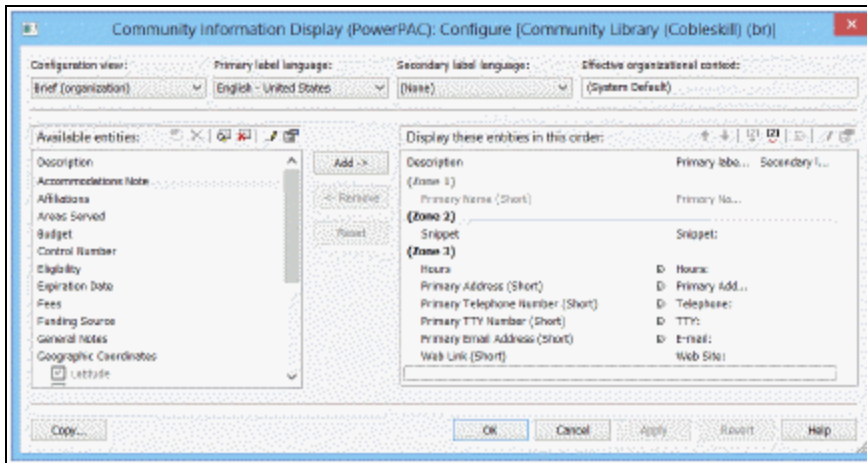 Community Information Display (PowerPAC): Configure [Community Library (Cobleskill) (br)]
Configuration view: Primary label language: Secondary label language: Effective organizational context:
Brief (organization) English - United States (None) (System Default)
Available entities: Display these entities in this order:
Description Add -> Description Primary labe... Secondary l...
Accommodations Note (Zone 1)
Affiliations <- Remove Primary Name (Short) Primary Na...
Areas Served (Zone 2)
Budget Reset Snippet Snippet:
Control Number (Zone 3)
Eligibility Hours D Hours:
Expiration Date Primary Address (Short) D Primary Add...
Fees Primary Telephone Number (Short) D Telephone:
Funding Source Primary TTY Number (Short) D TTY:
General Notes Primary Email Address (Short) D E-mail:
Geographic Coordinates Web Link (Short) Web Site:
Latitude
Copy... OK Cancel Apply Revert Help